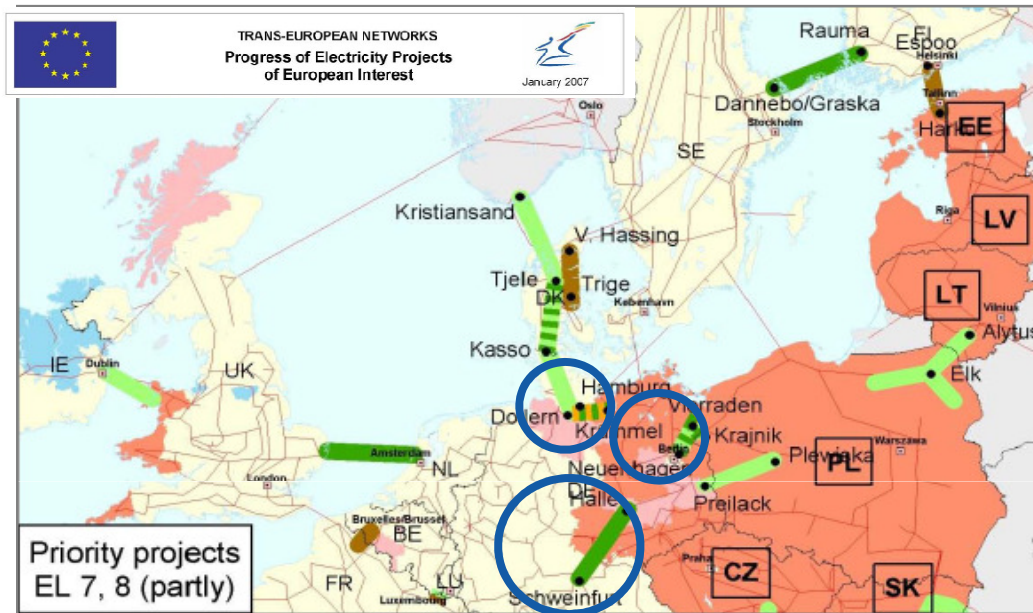 TRANS-EUROPEAN NETWORKS
Progress of Electricity Projects
of European Interest
January 2007
Rauma
FI
Espoo
Helsinki
Oslo
Tallinn
Dannebo/Graska
Stockholm
Harku
EE
SE
Kristiansand
Riga
LV
V. Hassing
Tjele
DK
Trige
LT
København
Vilnius
Alytus
Kasso
IE
Dublin
UK
Elk
Hamburg
Dollern
Vierraden
Krummel
Krajnik
Berlin
Warszawa
Amsterdam
NL
Neuenhagen
Plewiska
PL
London
DE
Halle
Preilack
Bruxelles/Brussel
BE
Priority projects
EL 7, 8 (partly)
Praha
CZ
FR
LU
Luxembourg
Schweinfurt
SK